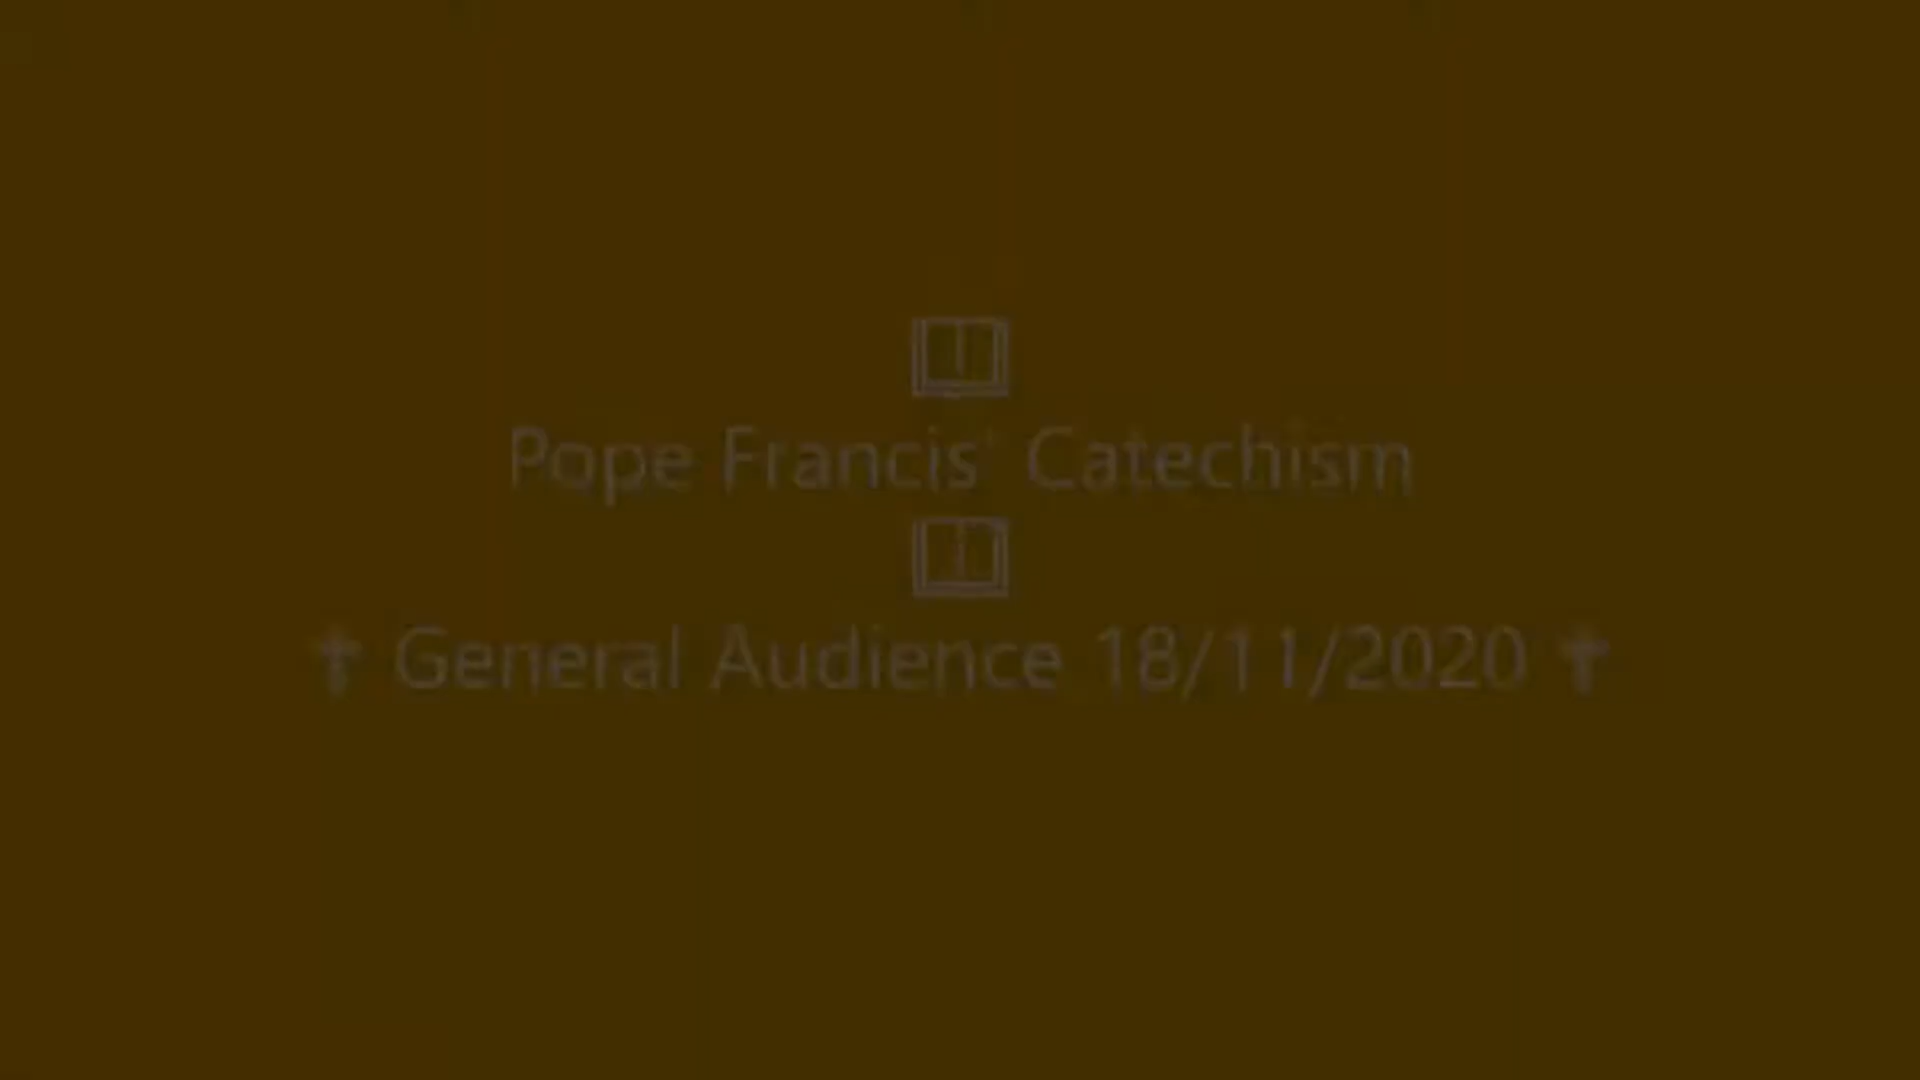 🕮
Pope Francis' Catechism
🕮
✝ General Audience 18/11/2020 ✝